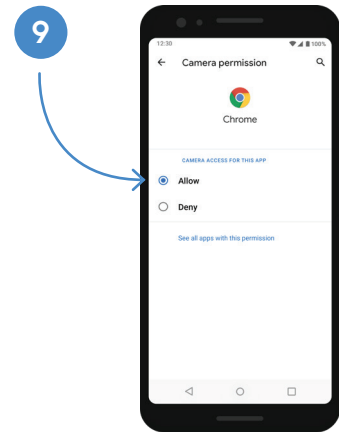 9
12:30
100%
Camera permission
Chrome
CAMERA ACCESS FOR THIS APP
Allow
Deny
See all apps with this permission